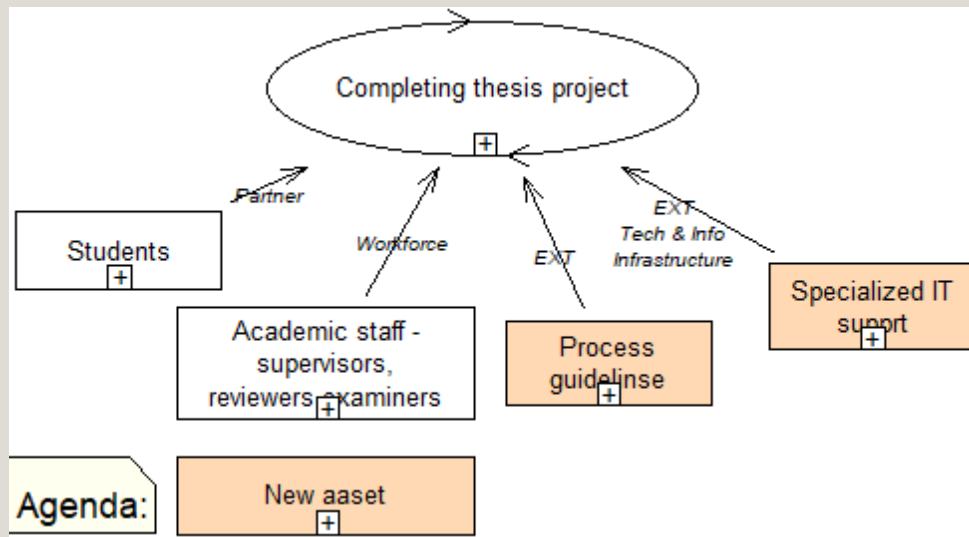 Completing thesis project
Partner
Students
Workforce
Academic staff -
supervisors,
reviewers examiners
EXT
Process
guidelinse
EXT
Tech & Info
Infrastructure
Specialized IT
supprt
Agenda:
New aaset